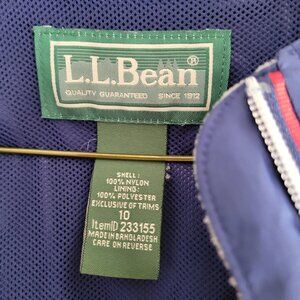 L.L.Bean®
QUALITY GUARANTEED SINCE 1912
SHELL:
100% NYLON
LINING:
100% POLYESTER
EXCLUSIVE OF TRIMS
10
ItemID 233155
MADE IN BANGLADESH
CARE ON REVERSE